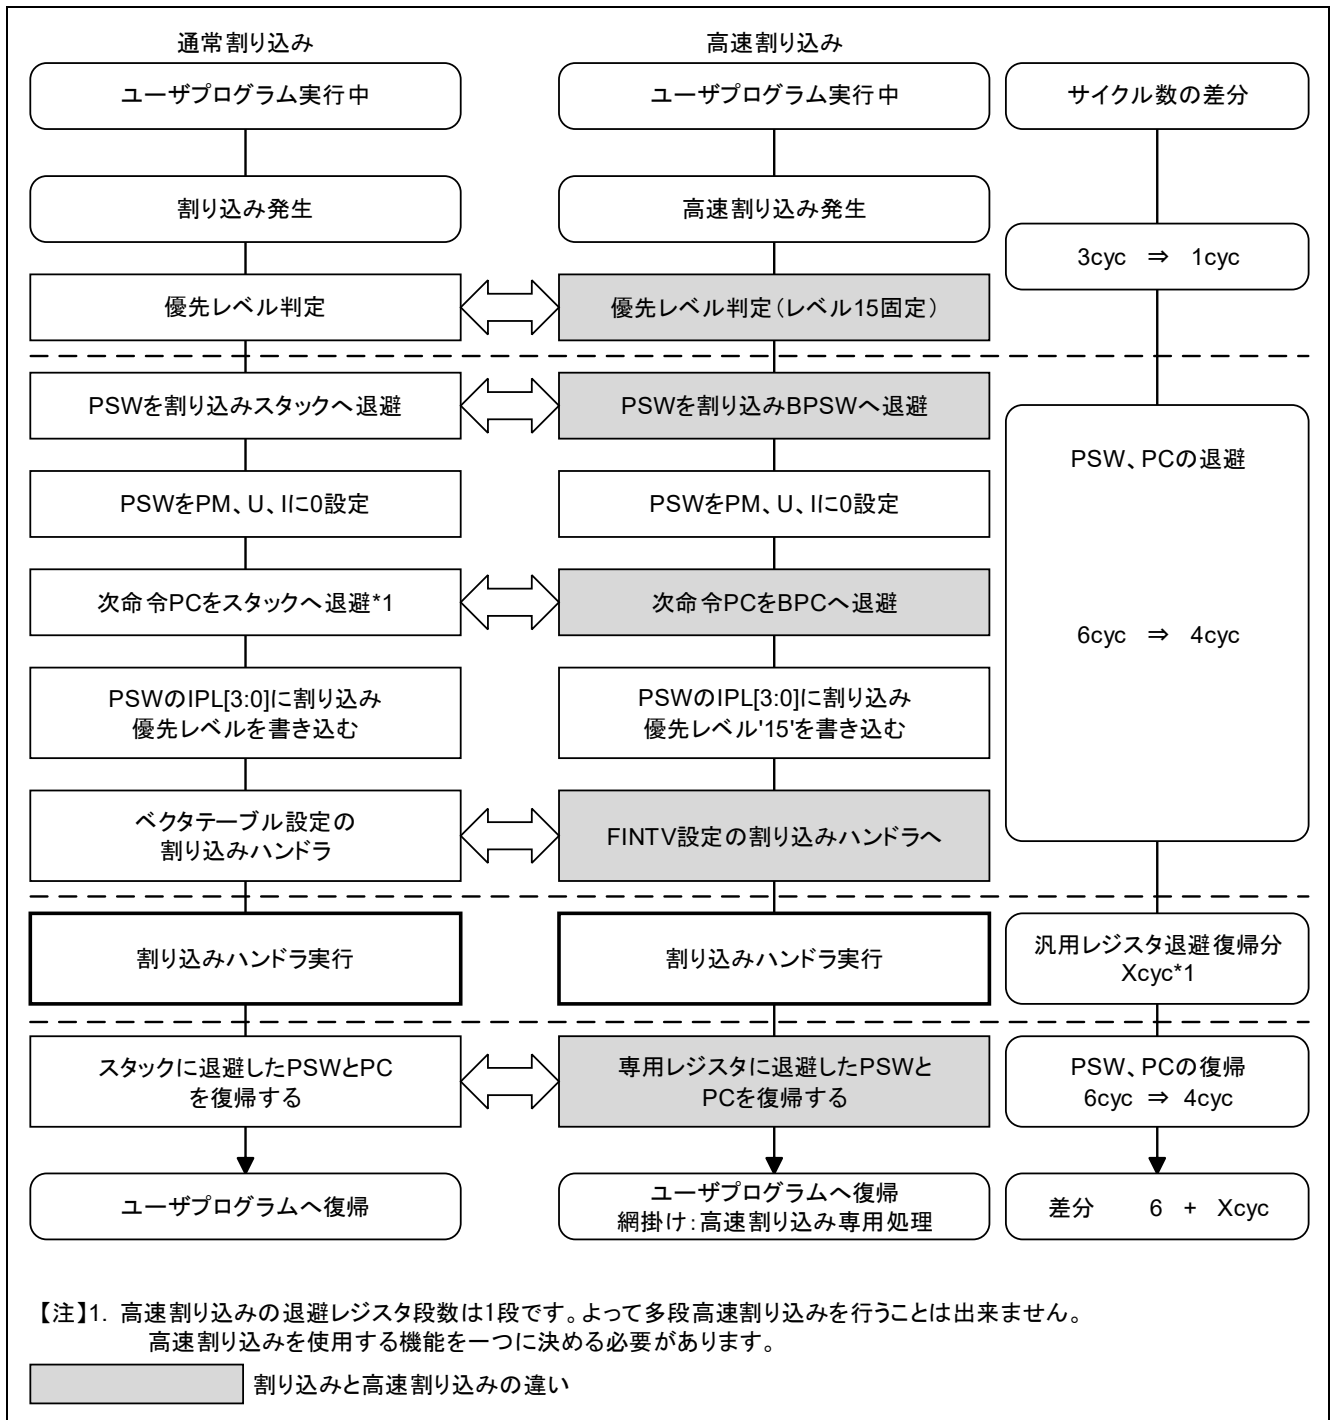 通常割り込み
高速割り込み
ユーザプログラム実行中
ユーザプログラム実行中
サイクル数の差分
割り込み発生
高速割り込み発生
3cyc ⇒ 1cyc
優先レベル判定
優先レベル判定（レベル15固定）
PSWを割り込みスタックへ退避
PSWを割り込みBPSWへ退避
PSW、PCの退避
PSWをPM、U、Iに0設定
PSWをPM、U、Iに0設定
次命令PCをスタックへ退避*1
次命令PCをBPCへ退避
6cyc ⇒ 4cyc
PSWのIPL[3:0]に割り込み
優先レベルを書き込む
PSWのIPL[3:0]に割り込み
優先レベル'15'を書き込む
ベクタテーブル設定の
割り込みハンドラ
FINTV設定の割り込みハンドラへ
割り込みハンドラ実行
割り込みハンドラ実行
汎用レジスタ退避復帰分
Xcyc*1
スタックに退避したPSWとPC
を復帰する
専用レジスタに退避したPSWと
PCを復帰する
PSW、PCの復帰
6cyc ⇒ 4cyc
ユーザプログラムへ復帰
ユーザプログラムへ復帰
網掛け：高速割り込み専用処理
差分 6 + Xcyc
【注】1. 高速割り込みの退避レジスタ段数は1段です。よって多段高速割り込みを行うことは出来ません。
高速割り込みを使用する機能を一つに決める必要があります。
割り込みと高速割り込みの違い